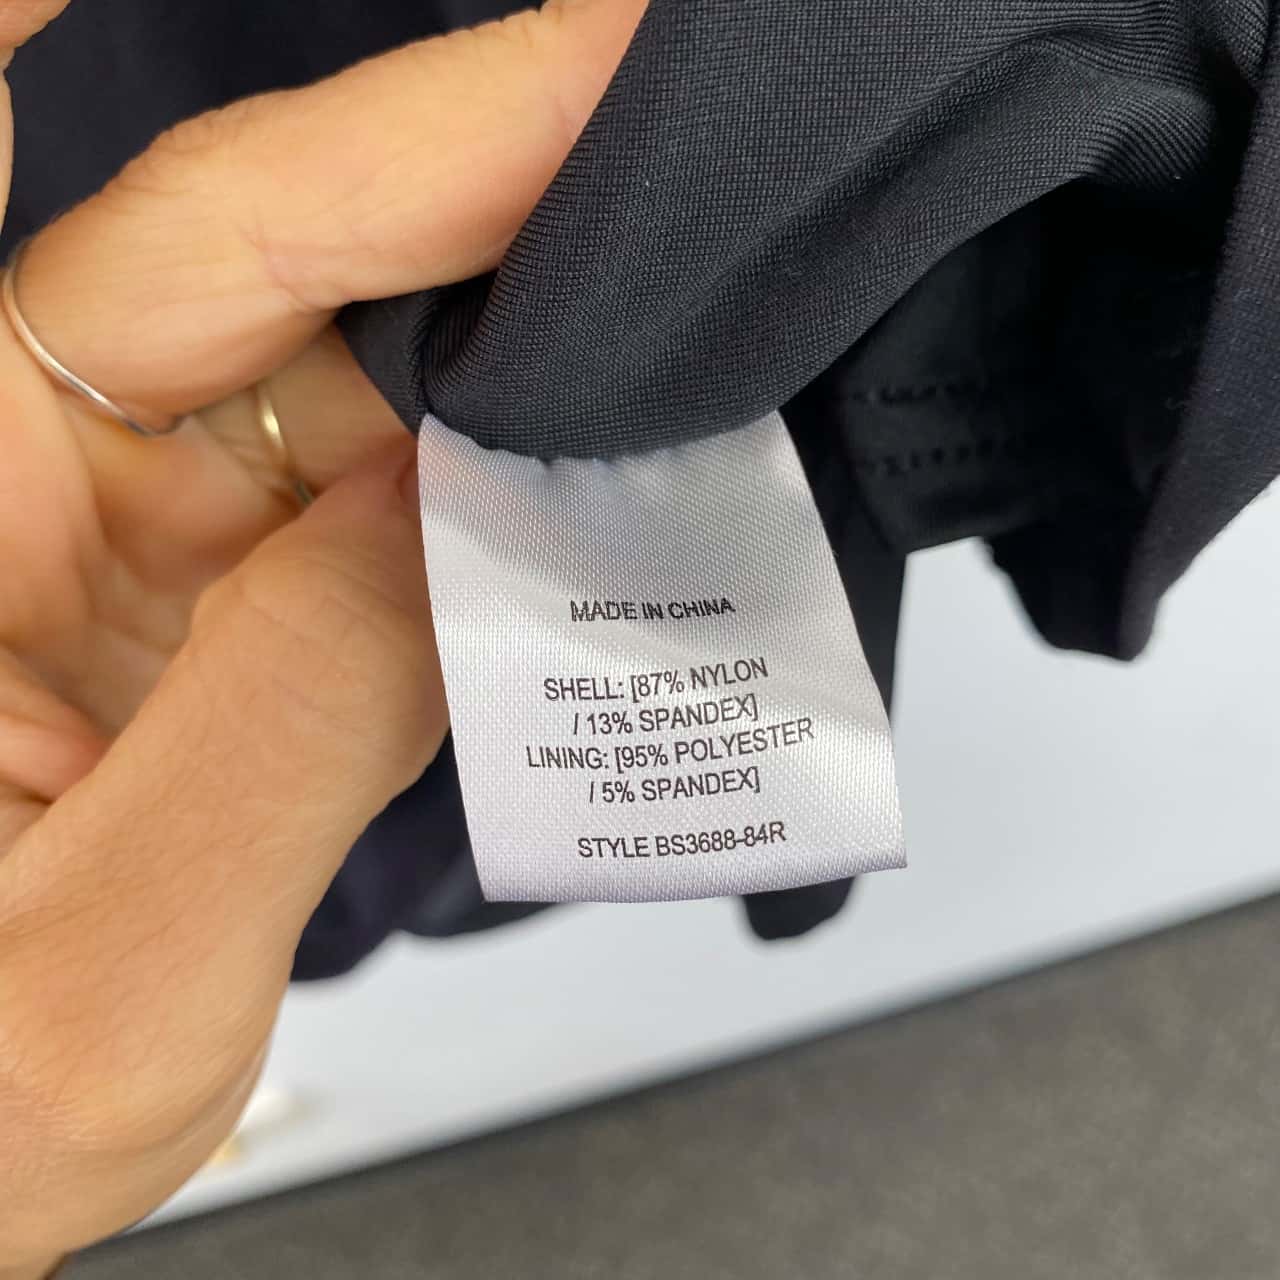 MADE IN CHINA
SHELL: [87% NYLON
/ 13% SPANDEX]
LINING: [95% POLYESTER
/ 5% SPANDEX]
STYLE BS3688-84R